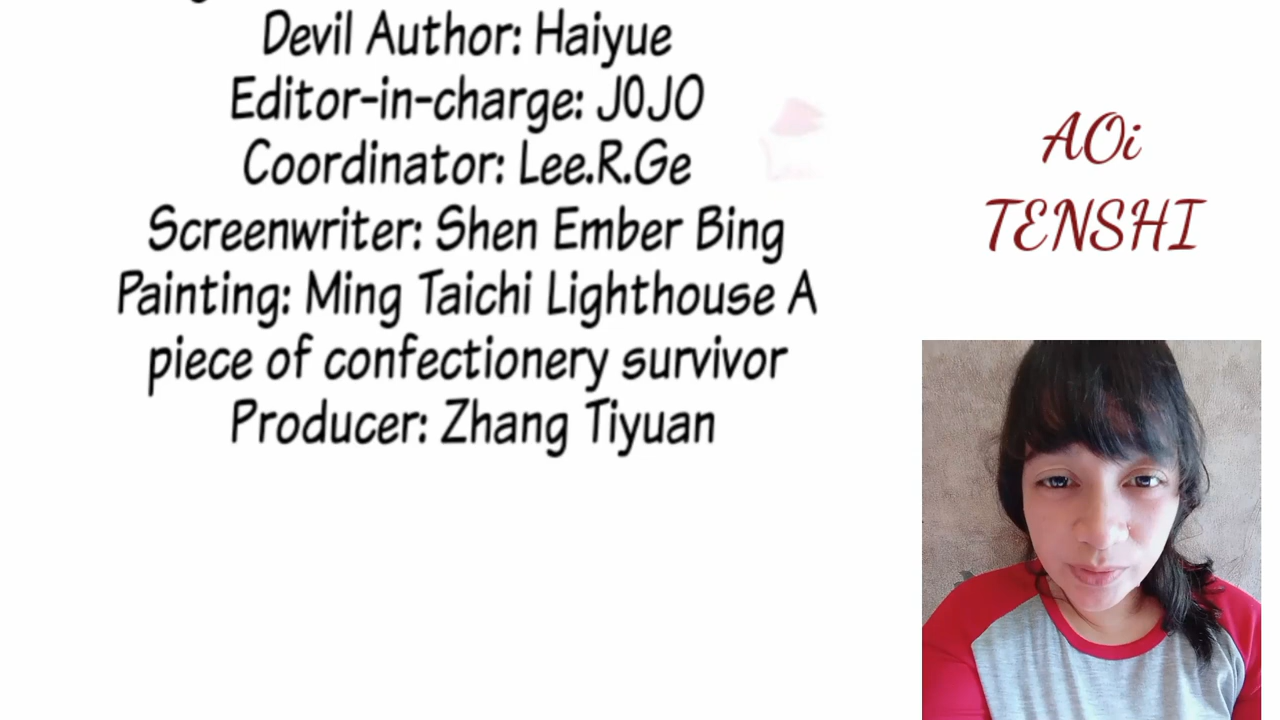 Devil Author: Haiyue
Editor-in-charge: J0JO
Coordinator: Lee.R.Ge
Screenwriter: Shen Ember Bing
Painting: Ming Taichi Lighthouse A
piece of confectionery survivor
Producer: Zhang Tiyuan
AOi
TENSHI